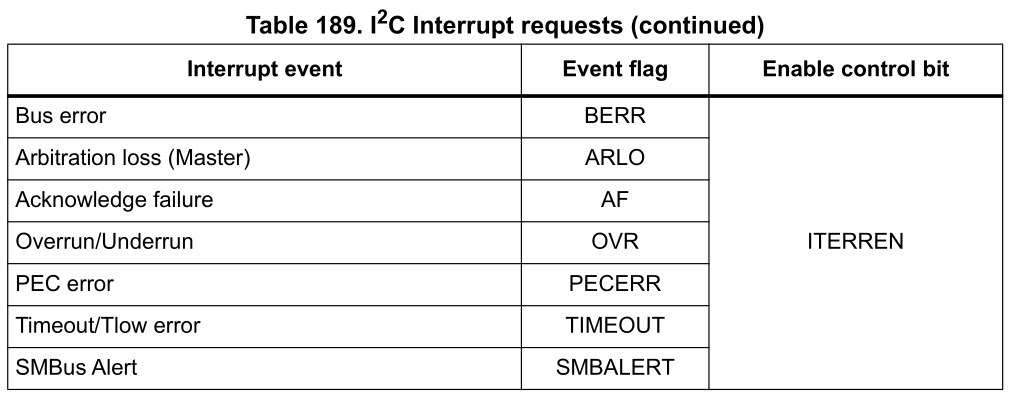 Table 189. I²C Interrupt requests (continued)
Interrupt event Event flag Enable control bit
Bus error BERR
Arbitration loss (Master) ARLO
Acknowledge failure AF
Overrun/Underrun OVR ITERREN
PEC error PECERR
Timeout/Tlow error TIMEOUT
SMBus Alert SMBALERT